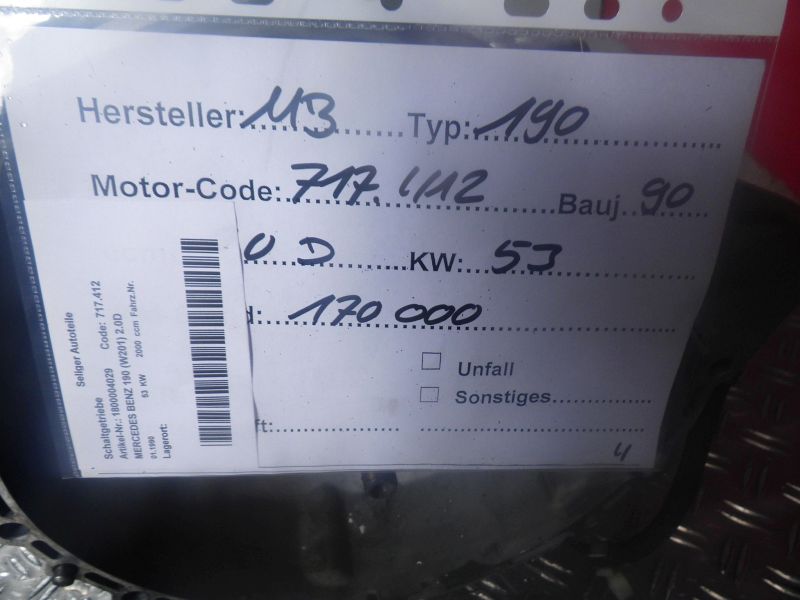 Hersteller: MB Typ: 190
Motor-Code: 717.412 Bauj. 90
0 D KW: 53
d: 170 000
Unfall
Sonstiges
ft:
4
Seliger Autoteile
Schaltgetriebe Code: 717.412
Artikel-Nr.: 1800004029
MERCEDES BENZ 190 (W201) 2.0D
53 KW 2000 ccm Fahrz.Nr.
01.1990
Lagerort: